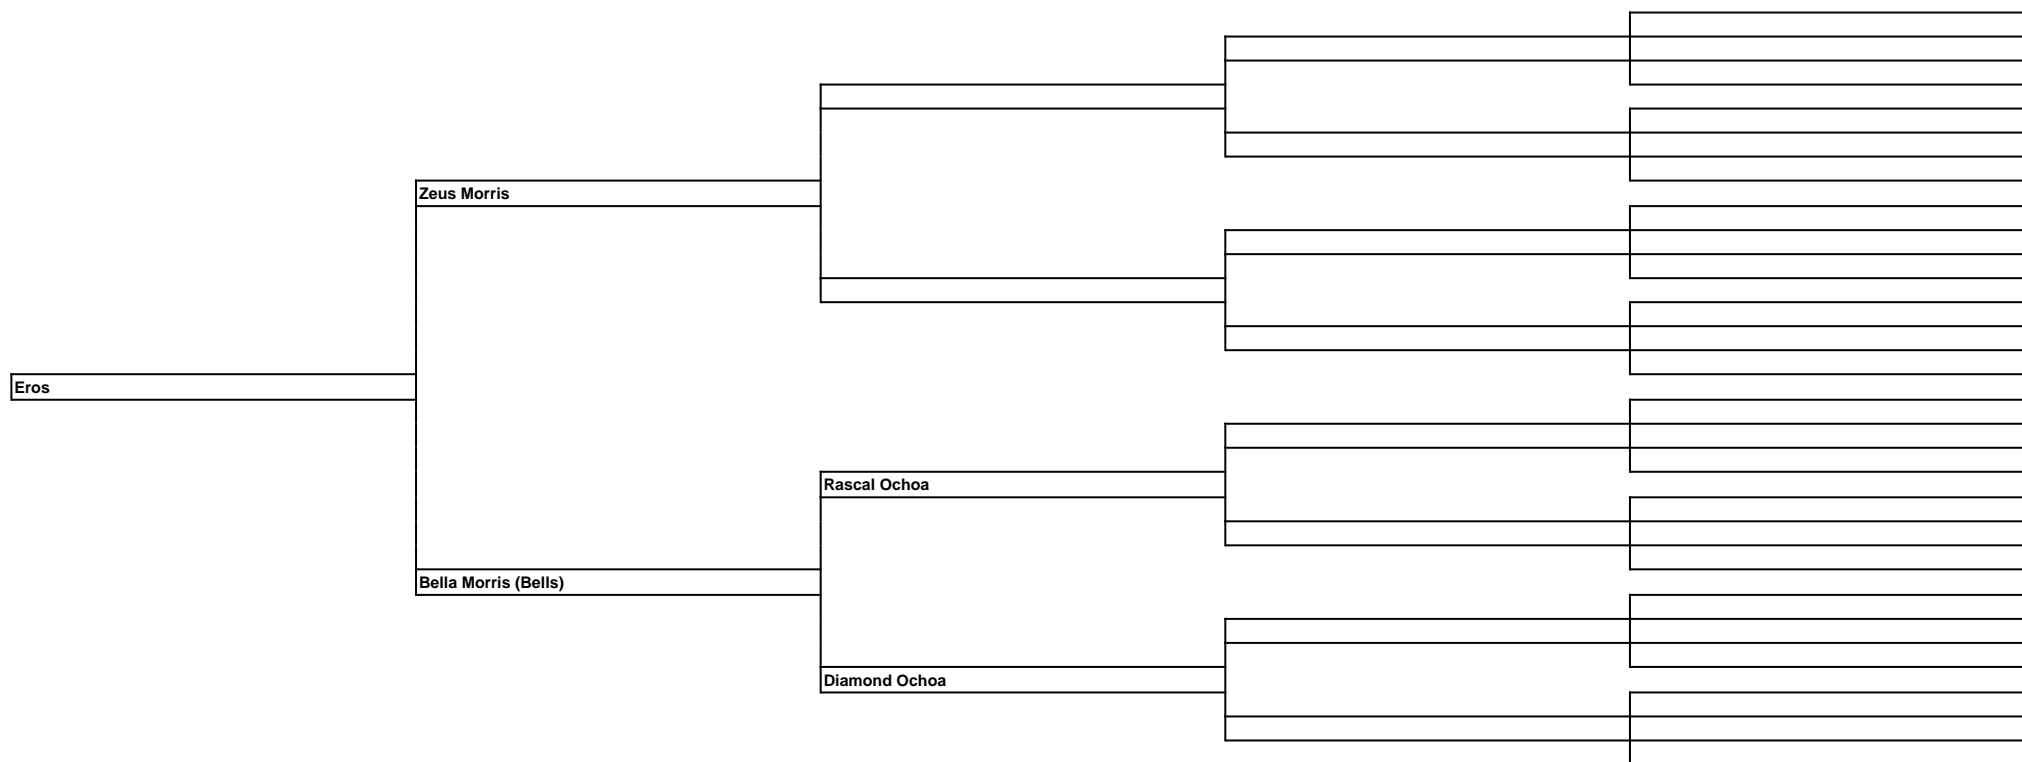 Zeus Morris
Eros
Rascal Ochoa
Bella Morris (Bells)
Diamond Ochoa